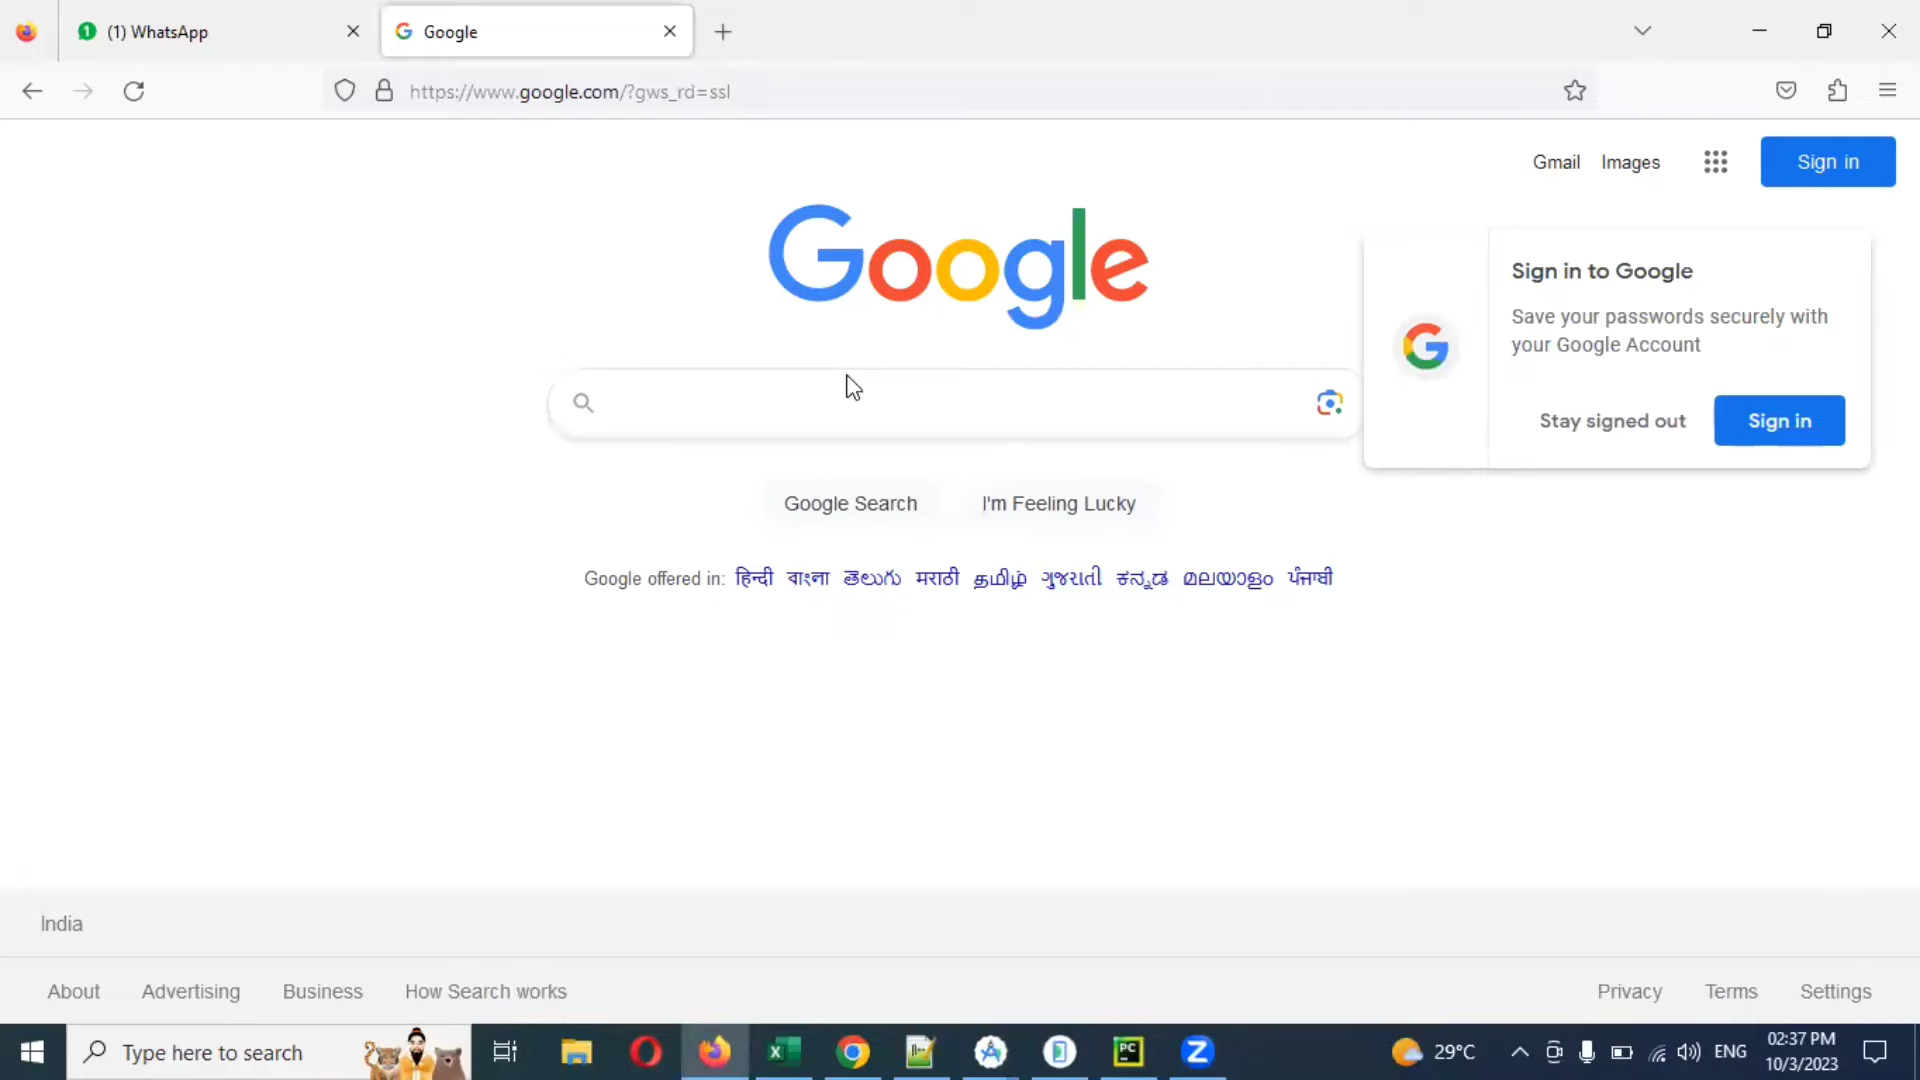 (1) WhatsApp
Google
https://www.google.com/?gws_rd=ssl
Gmail Images Sign in
Google
Sign in to Google
Save your passwords securely with
your Google Account
Stay signed out Sign in
Google Search I'm Feeling Lucky
Google offered in: हिन्दी বাংলা తెలుగు मराठी தமிழ் ગુજરાતી ಕನ್ನಡ മലയാളം ਪੰਜਾਬੀ
India
About Advertising Business How Search works Privacy Terms Settings
Type here to search 29°C ENG 02:37 PM
10/3/2023